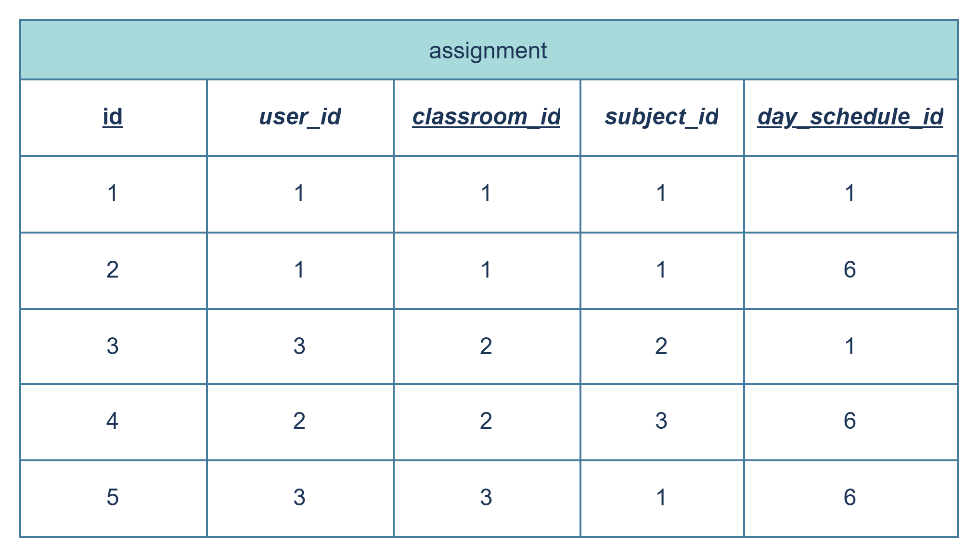 assignment
id user_id classroom_id subject_id day_schedule_id
1 1 1 1 1
2 1 1 1 6
3 3 2 2 1
4 2 2 3 6
5 3 3 1 6